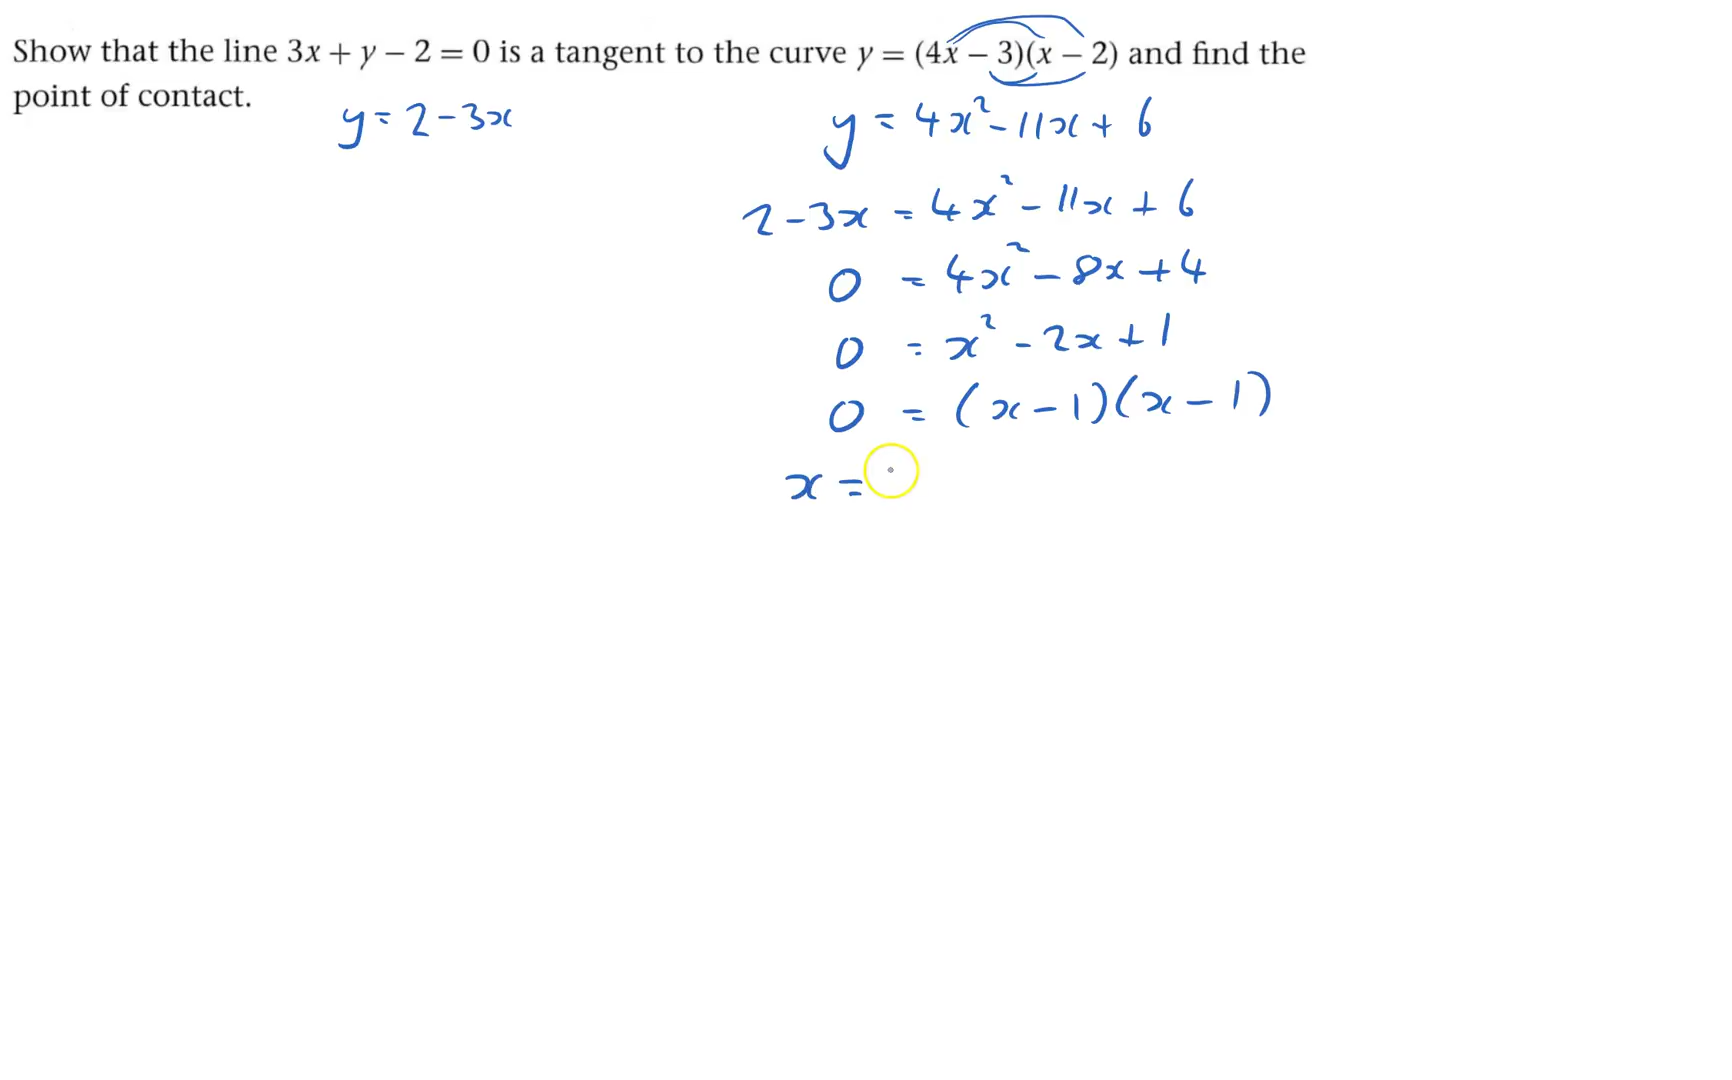 Show that the line 3x + y − 2 = 0 is a tangent to the curve y = (4x − 3)(x − 2) and find the
point of contact.
y = 2 - 3x
y = 4x² - 11x + 6
2 - 3x = 4x² - 11x + 6
0 = 4x² - 8x + 4
0 = x² - 2x + 1
0 = (x - 1)(x - 1)
x =